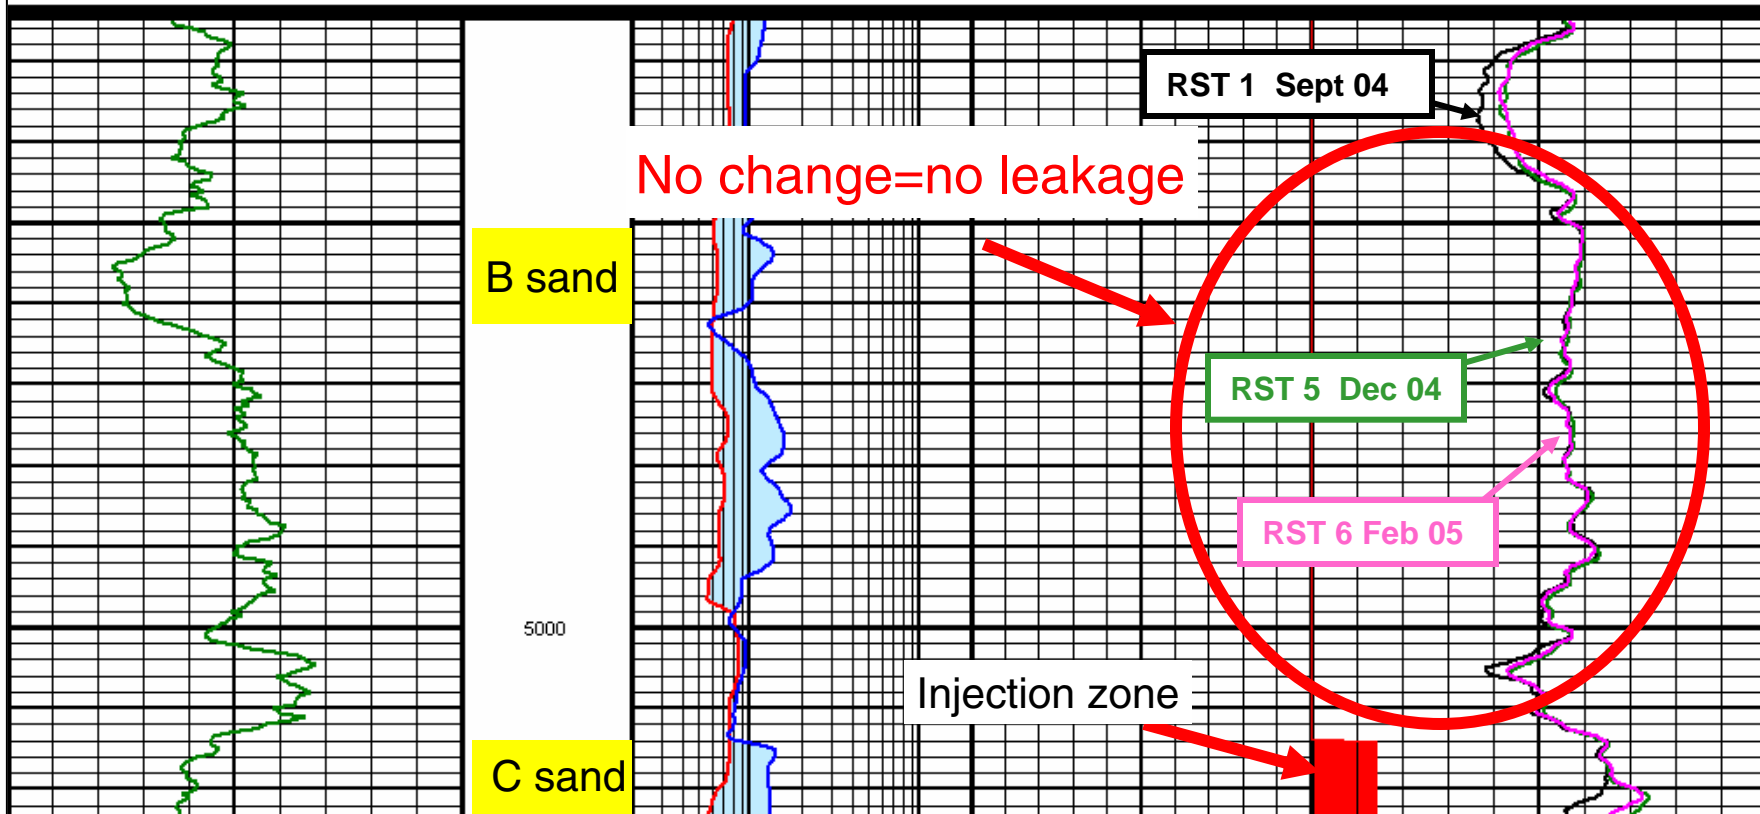 RST 1 Sept 04
No change=no leakage
B sand
RST 5 Dec 04
RST 6 Feb 05
5000
Injection zone
C sand